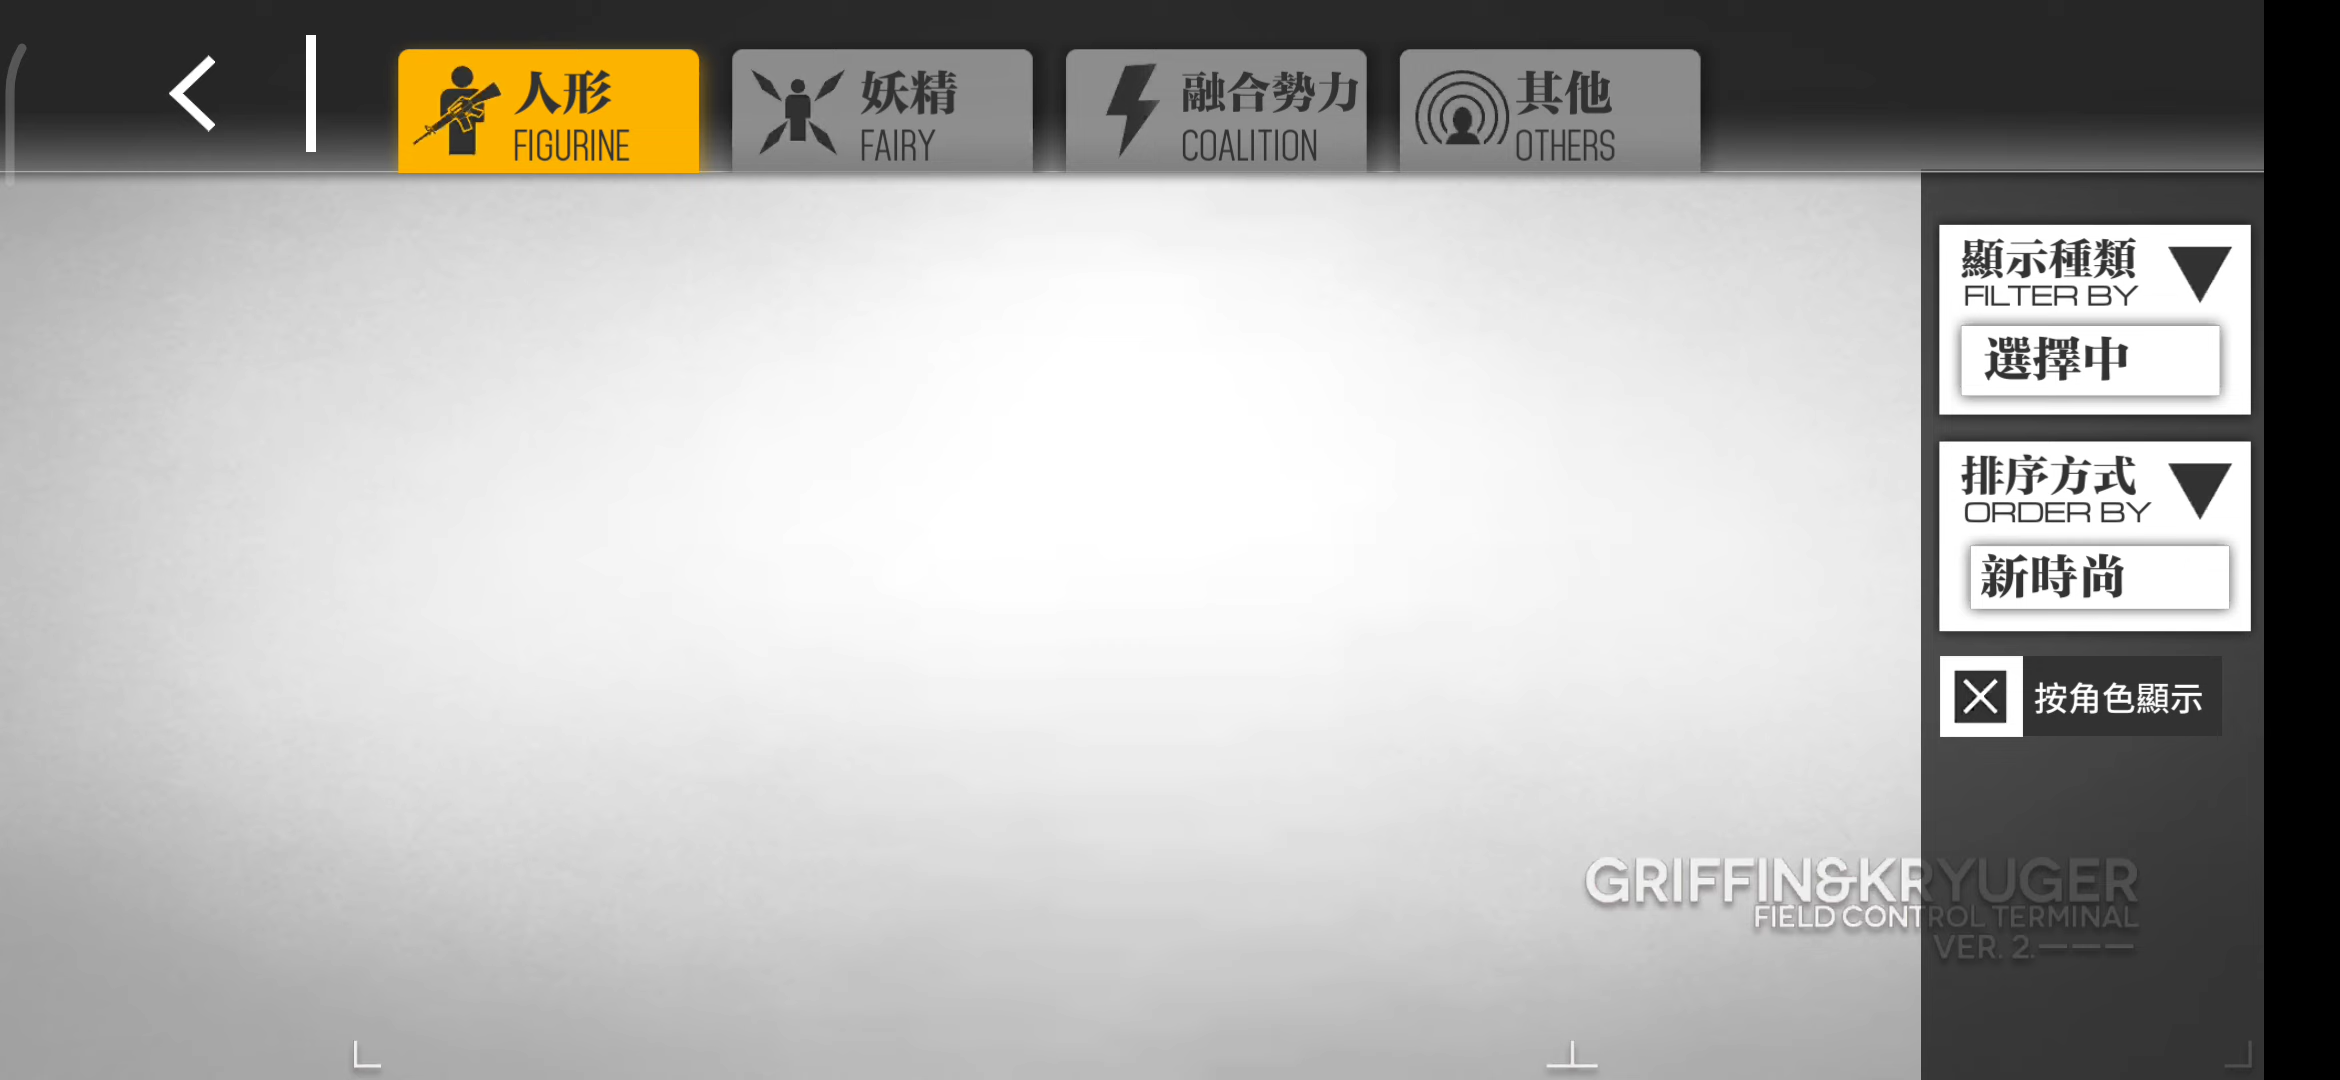 人形
FIGURINE
妖精
FAIRY
融合勢力
COALITION
其他
OTHERS
顯示種類
FILTER BY
選擇中
排序方式
ORDER BY
新時尚
按角色顯示
GRIFFIN&KRYUGER
FIELD CONTROL TERMINAL
VER. 2.———